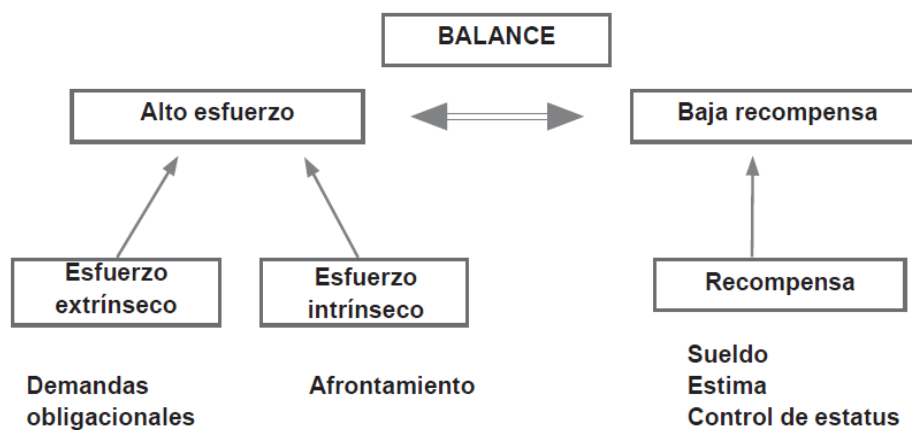 BALANCE
Alto esfuerzo
Baja recompensa
Esfuerzo
extrínseco
Esfuerzo
intrínseco
Recompensa
Demandas
obligacionales
Afrontamiento
Sueldo
Estima
Control de estatus